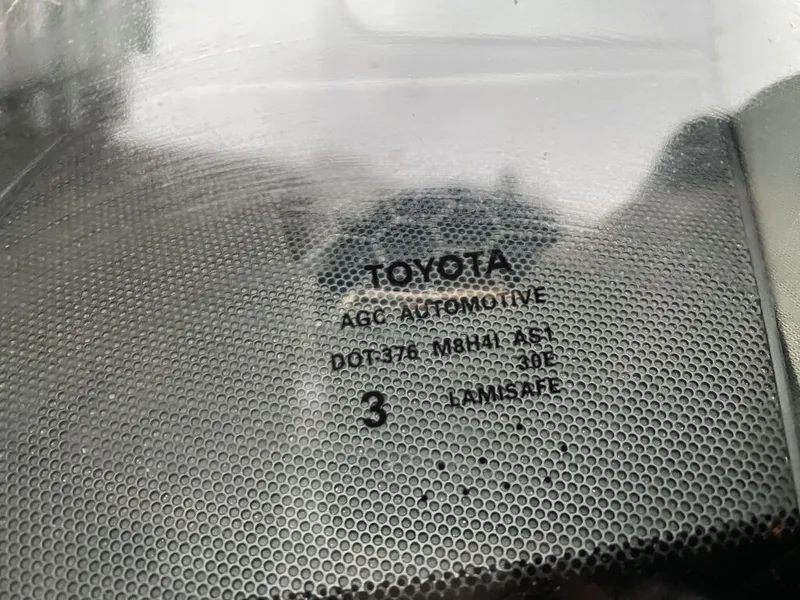 TOYOTA
AGC AUTOMOTIVE
DOT-376 M8H4I AS1
30E
3 LAMISAFE